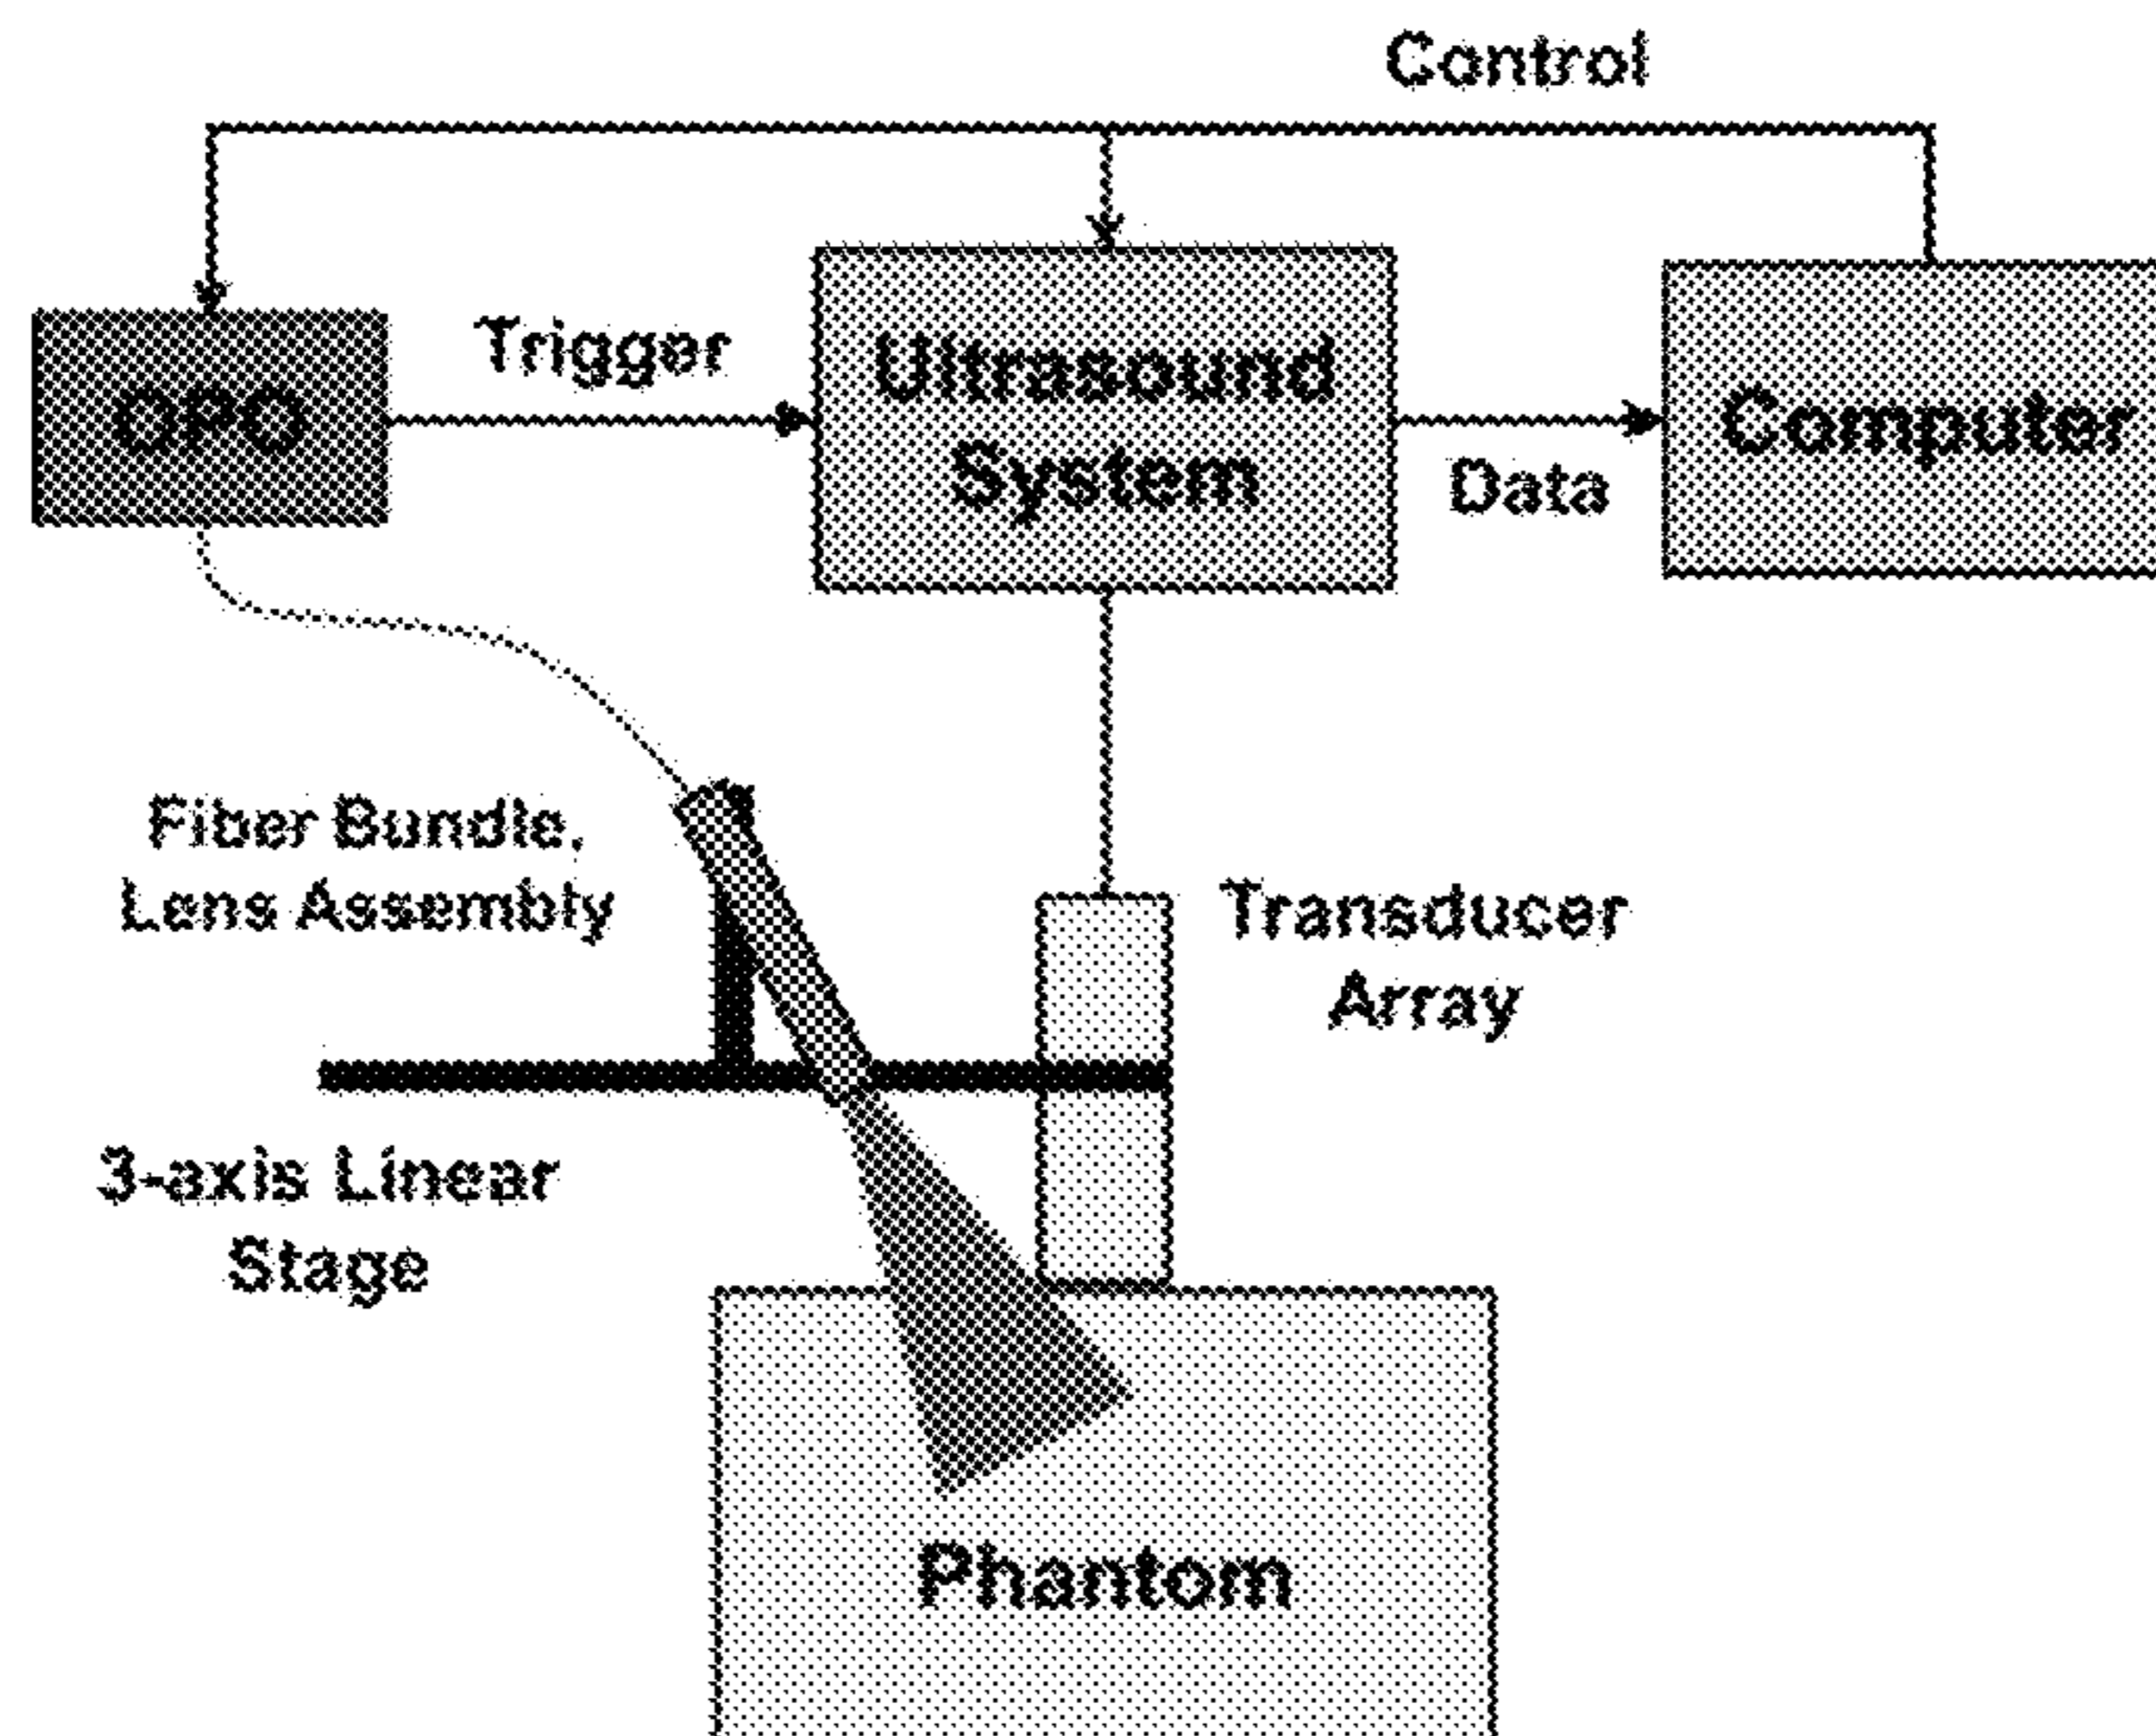 Control
OPO
Trigger
Ultrasound
System
Data
Computer
Fiber Bundle,
Lens Assembly
Transducer
Array
3-axis Linear
Stage
Phantom